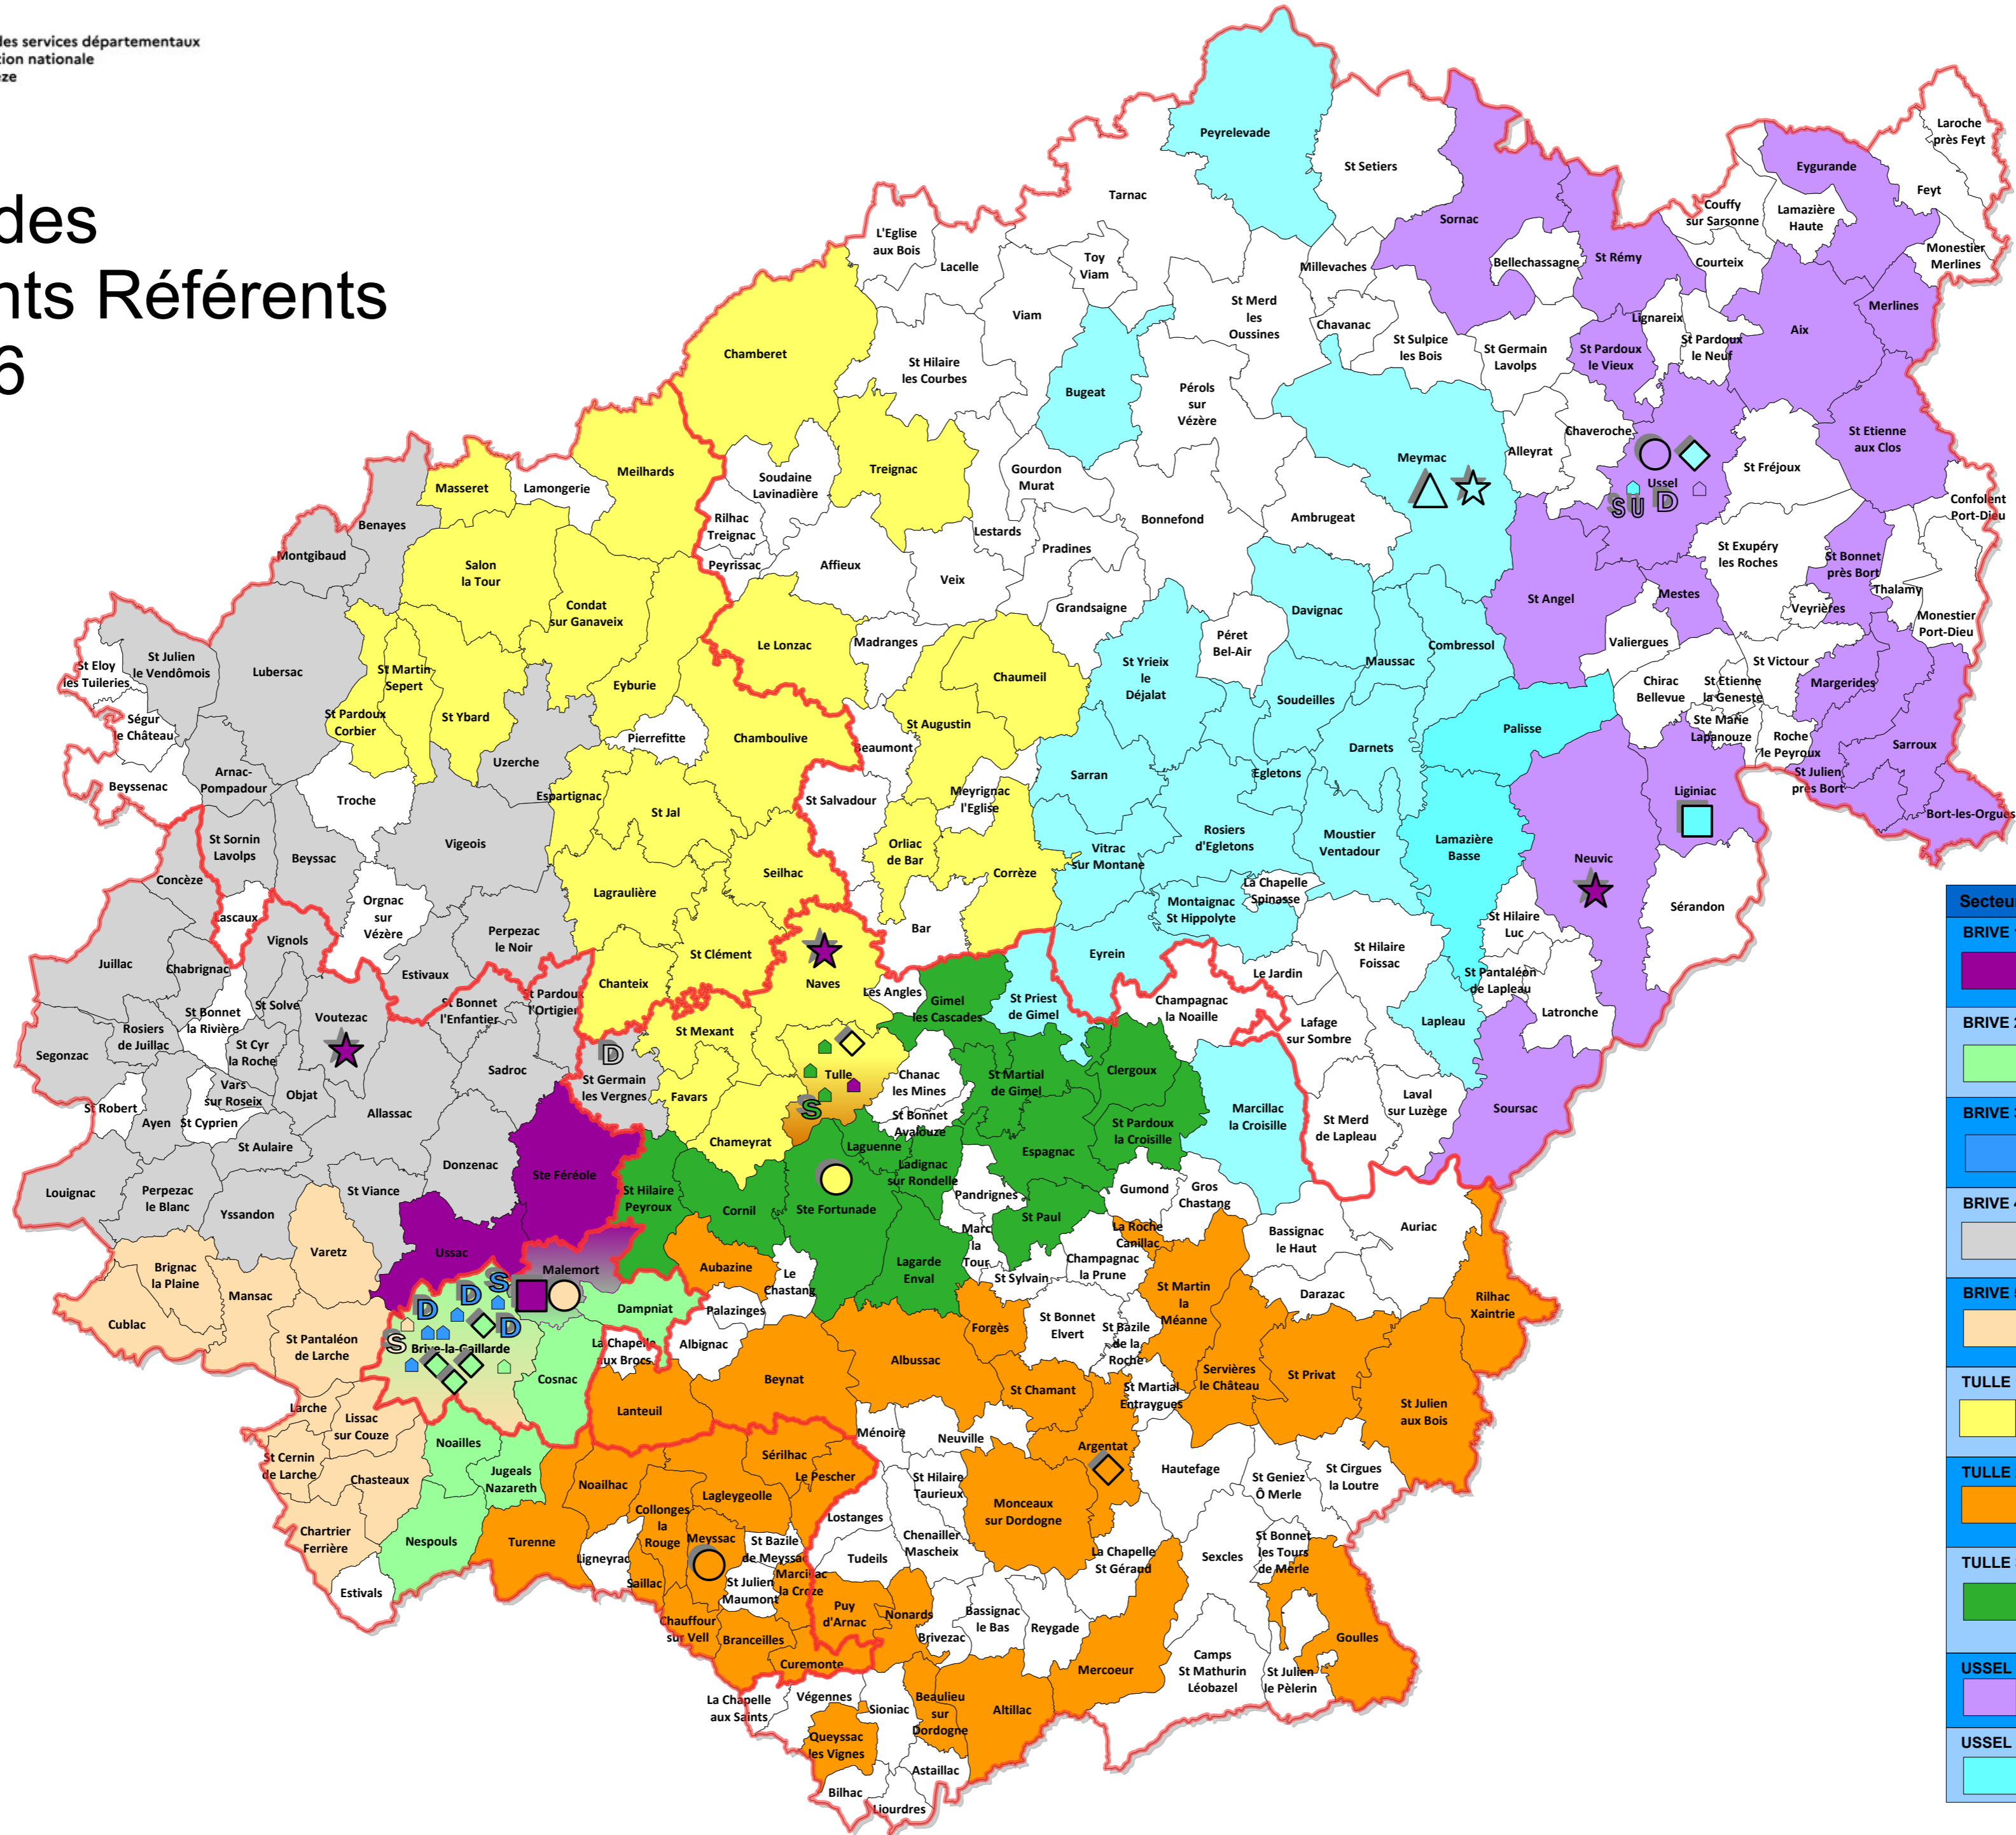 des services départementaux
tion nationale
èze
des
nts Référents
6
Laroche
près Feyt
Peyrelevade
St Setiers
Eygurande
Feyt
Tarnac
Couffy
sur Sarsonne
Lamazière
Haute
Sornac
L'Eglise
aux Bois
Lacelle
Toy
Viam
Millevaches
Bellechassagne
St Rémy
Courteix
Monestier
Merlines
Viam
St Merd
les
Oussines
Chavanac
St Sulpice
les Bois
St Germain
Lavolps
Lignareix
St Pardoux
le Neuf
Aix
Merlines
Chamberet
St Hilaire
les Courbes
St Pardoux
le Vieux
Bugeat
Pérols
sur
Vézère
Chaveroche
St Etienne
aux Clos
Meilhards
Soudaine
Lavinadière
Treignac
Gourdon
Murat
Meymac
Alleyrat
St Fréjoux
Ussel
S U D
Masseret
Lamongerie
Benayes
Rilhac
Treignac
Lestards
Bonnefond
Ambrugeat
Confolent
Port-Dieu
Montgibaud
Salon
la Tour
Peyrissac
Affieux
Veix
Pradines
St Exupéry
les Roches
St Bonnet
près Bort
Thalamy
Condat
sur Ganaveix
Grandsaigne
Davignac
St Angel
Mestes
Veyrières
Monestier
Port-Dieu
St Eloy
les Tuileries
St Julien
le Vendômois
Lubersac
St Martin
Sepert
Le Lonzac
Madranges
Péret
Bel-Air
Combressol
Valiergues
Eyburie
Chaumeil
St Yrieix
le
Déjalat
Maussac
St Victour
Soudeilles
Chirac
Bellevue
St Etienne
la Geneste
Margerides
Ségur
le Château
St Pardoux
Corbier
St Ybard
St Augustin
Ste Marie
Lapanouze
Pierrefitte
Chamboulive
Beaumont
Darnets
Palisse
Roche
le Peyroux
Sarroux
Beyssenac
Arnac-
Pompadour
Uzerche
Sarran
Egletons
St Julien
près Bort
Troche
Espartignac
St Jal
St Salvadour
Meyrignac
l'Eglise
Liginiac
Bort-les-Orgues
St Sornin
Lavolps
Beyssac
Vigeois
Orliac
de Bar
Vitrac
sur Montane
Rosiers
d'Egletons
Moustier
Ventadour
Lamazière
Basse
Neuvic
Concèze
Seilhac
Corrèze
Lascaux
Orgnac
sur
Vézère
Lagraulière
Montaignac
St Hippolyte
La Chapelle
Spinasse
Sérandon
Secteur
BRIVE 1
Vignols
Perpezac
le Noir
Bar
St Hilaire
Luc
Juillac
Chabrignac
Estivaux
St Clément
Eyrein
St Hilaire
Foissac
Chanteix
Naves
Les Angles
Le Jardin
St Pantaléon
de Lapleau
St Bonnet
la Rivière
St Solve
St Bonnet
l'Enfantier
St Pardoux
l'Ortigier
Gimel
les Cascades
St Priest
de Gimel
Champagnac
la Noaille
Latronche
Voutezac
Lapleau
Lafage
sur Sombre
BRIVE 2
Rosiers
de Juillac
St Cyr
la Roche
St Mexant
Segonzac
Sadroc
D
St Germain
les Vergnes
Tulle
Chanac
les Mines
St Martial
de Gimel
Clergoux
Vars
sur Roseix
Objat
Favars
St Robert
Ayen
St Cyprien
Allassac
S
St Bonnet
Avalouze
St Pardoux
la Croisille
Marcillac
la Croisille
St Merd
de Lapleau
Laval
sur Luzège
Soursac
BRIVE 3
St Aulaire
Chameyrat
Laguenne
Espagnac
Donzenac
Ste Féréole
Ladignac
sur Rondelle
Louignac
Perpezac
le Blanc
St Viance
St Hilaire
Peyroux
Cornil
Ste Fortunade
Pandrignes
Gumond
Gros
Chastang
BRIVE 4
Yssandon
St Paul
La Roche
Canillac
Bassignac
le Haut
Auriac
Varetz
Ussac
Marc
la
Tour
Brignac
la Plaine
Malemort
Aubazine
Le
Chastang
Lagarde
Enval
Champagnac
la Prune
St Sylvain
BRIVE 5
Mansac
D D S
Dampniat
Palazinges
St Martin
la
Méanne
Darazac
Rilhac
Xaintrie
Cublac
St Pantaléon
de Larche
S
D
Brive-la-Gaillarde
La Chapelle
aux Brocs
Albignac
Forgès
St Bonnet
Elvert
St Bazile
de la
Roche
Albussac
Cosnac
Beynat
St Chamant
St Martial
Entraygues
Servières
le Château
St Privat
TULLE
Larche
Lissac
sur Couze
Lanteuil
St Julien
aux Bois
Noailles
Ménoire
Neuville
Argentat
St Cernin
de Larche
Chasteaux
Jugeals
Nazareth
Noailhac
Sérilhac
Le Pescher
St Hilaire
Taurieux
Hautefage
St Geniez
Ô Merle
St Cirgues
la Loutre
TULLE
Lagleygeolle
Chartrier
Ferrière
Nespouls
Turenne
Collonges
la
Rouge
Meyssac
St Bazile
de Meyssac
Lostanges
Monceaux
sur Dordogne
Chenailler
Mascheix
St Bonnet
les Tours
de Merle
Ligneyrac
Tudeils
La Chapelle
St Géraud
Sexcles
TULLE
Estivals
Saillac
St Julien
Maumont
Marcillac
la Croze
Puy
d'Arnac
Nonards
Bassignac
le Bas
Reygade
Chauffour
sur Vell
Branceilles
Brivezac
Goulles
Curemonte
Mercoeur
Camps
St Mathurin
Léobazel
St Julien
le Pèlerin
USSEL
La Chapelle
aux Saints
Végennes
Sioniac
Beaulieu
sur
Dordogne
Altillac
Queyssac
les Vignes
USSEL
Astaillac
Bilhac
Liourdres